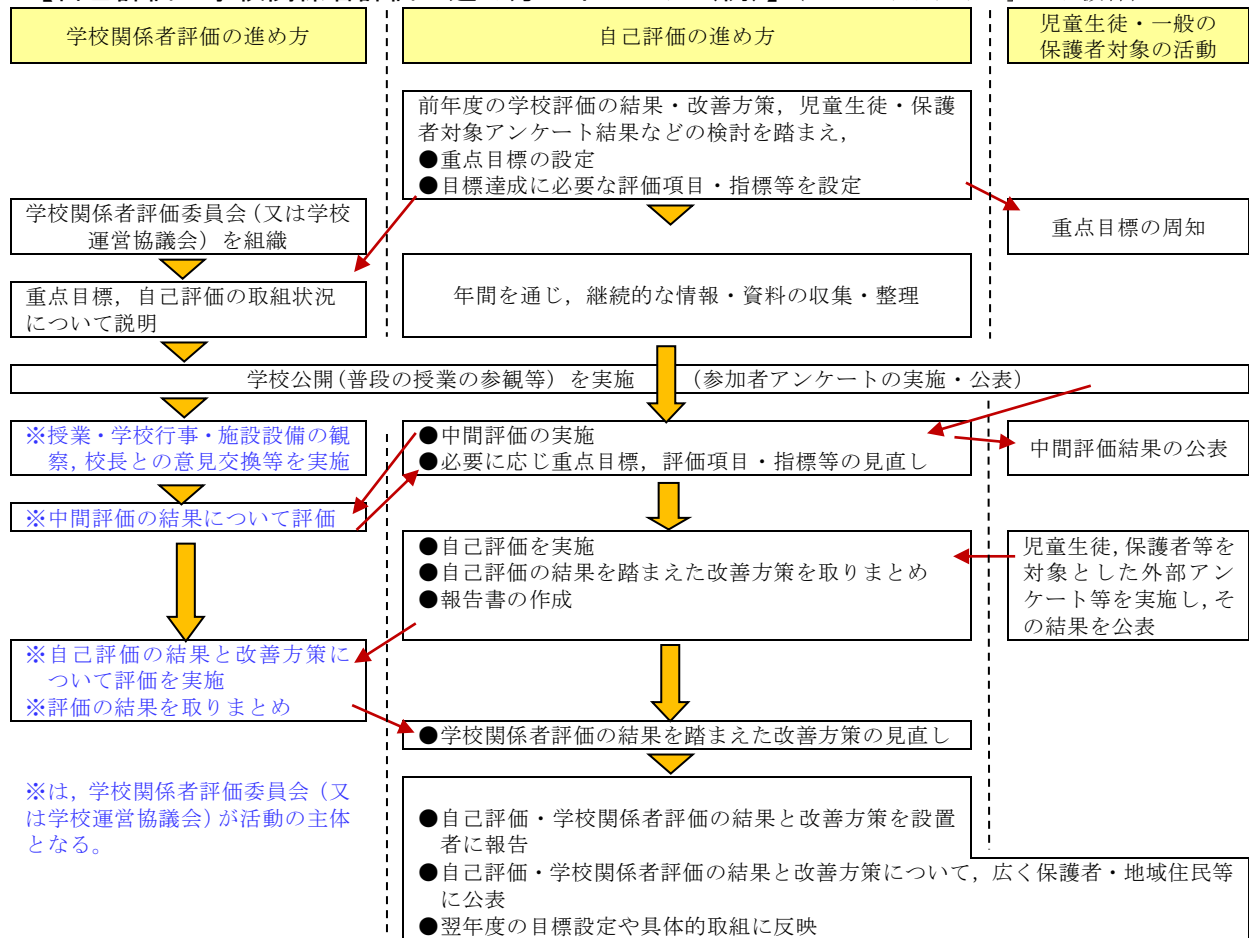 学校関係者評価の進め方
自己評価の進め方
児童生徒・一般の
保護者対象の活動
前年度の学校評価の結果・改善方策，児童生徒・保護
者対象アンケート結果などの検討を踏まえ，
●重点目標の設定
●目標達成に必要な評価項目・指標等を設定
学校関係者評価委員会（又は学校
運営協議会）を組織
重点目標の周知
重点目標，自己評価の取組状況
について説明
年間を通じ，継続的な情報・資料の収集・整理
学校公開（普段の授業の参観等）を実施　（参加者アンケートの実施・公表）
※授業・学校行事・施設設備の観
察，校長との意見交換等を実施
●中間評価の実施
●必要に応じ重点目標，評価項目・指標等の見直し
中間評価結果の公表
※中間評価の結果について評価
●自己評価を実施
●自己評価の結果を踏まえた改善方策を取りまとめ
●報告書の作成
児童生徒，保護者等を
対象とした外部アン
ケート等を実施し，そ
の結果を公表
※自己評価の結果と改善方策に
ついて評価を実施
※評価の結果を取りまとめ
●学校関係者評価の結果を踏まえた改善方策の見直し
※は，学校関係者評価委員会（又
は学校運営協議会）が活動の主体
となる。
●自己評価・学校関係者評価の結果と改善方策を設置
者に報告
●自己評価・学校関係者評価の結果と改善方策について，広く保護者・地域住民等
に公表
●翌年度の目標設定や具体的取組に反映